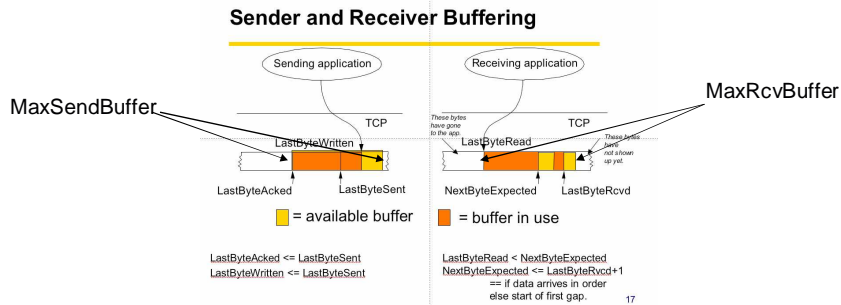 Sender and Receiver Buffering
Sending application
Receiving application
MaxSendBuffer
MaxRcvBuffer
TCP
These bytes
have gone
to the app.
TCP
These bytes
have
not shown
up yet.
LastByteWritten
LastByteRead
LastByteAcked
LastByteSent
NextByteExpected
LastByteRcvd
= available buffer
= buffer in use
LastByteAcked <= LastByteSent
LastByteWritten <= LastByteSent
LastByteRead < NextByteExpected
NextByteExpected <= LastByteRvcd+1
== if data arrives in order
else start of first gap.
17